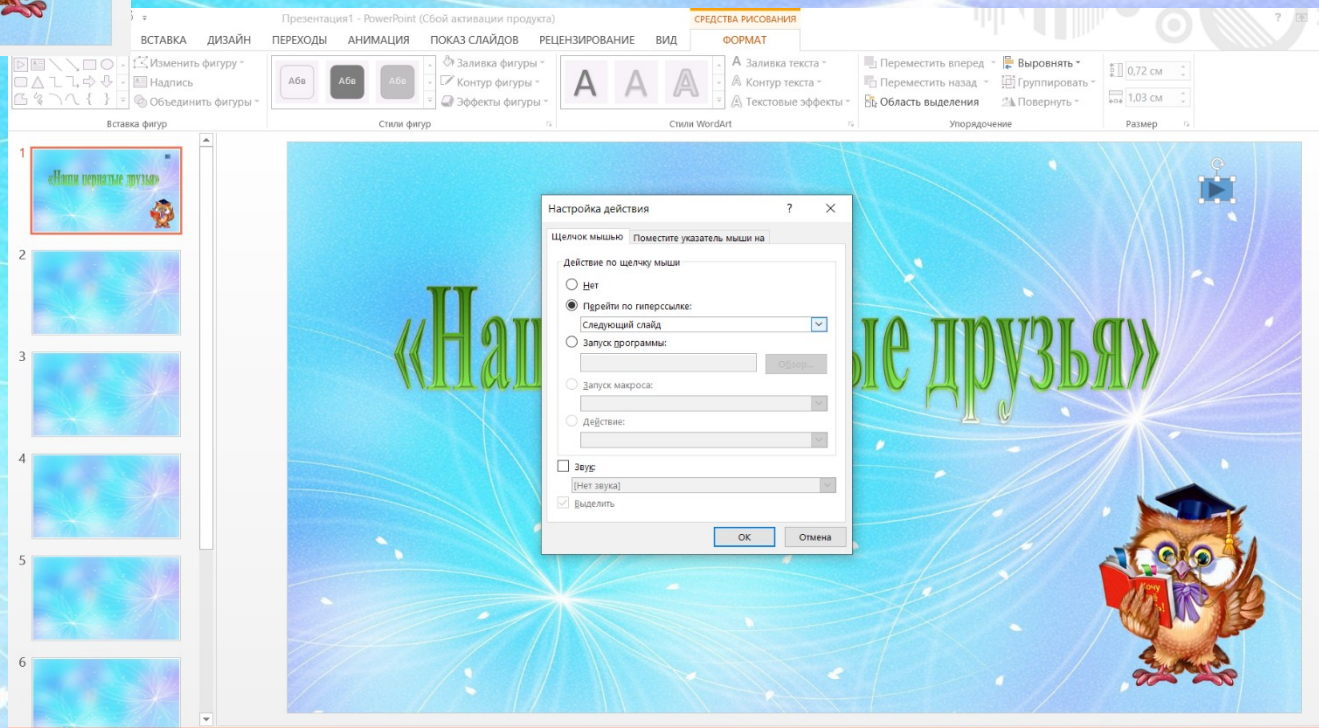 Презентация1 - PowerPoint (Сбой активации продукта)
СРЕДСТВА РИСОВАНИЯ
?
ВСТАВКА ДИЗАЙН ПЕРЕХОДЫ АНИМАЦИЯ ПОКАЗ СЛАЙДОВ РЕЦЕНЗИРОВАНИЕ ВИД ФОРМАТ
Изменить фигуру
Надпись
Объединить фигуры
Вставка фигур
Абв Абв Абв
Заливка фигуры
Контур фигуры
Эффекты фигуры
Стили фигур
A A A
Заливка текста
Контур текста
Текстовые эффекты
Стили WordArt
Переместить вперед
Переместить назад
Область выделения
Выровнять
Группировать
Повернуть
Упорядочение
0,72 см
1,03 см
Размер
1
«Наши пернатые друзья»
2
3
4
5
6
Настройка действия ?
Щелчок мышью Поместите указатель мыши на
Действие по щелчку мыши
Нет
Перейти по гиперссылке:
Следующий слайд
Запуск программы:
Обзор...
Запуск макроса:
Действие:
Звук:
[Нет звука]
Выделить
ОК Отмена
«Наш
ые друзья»
Хочу